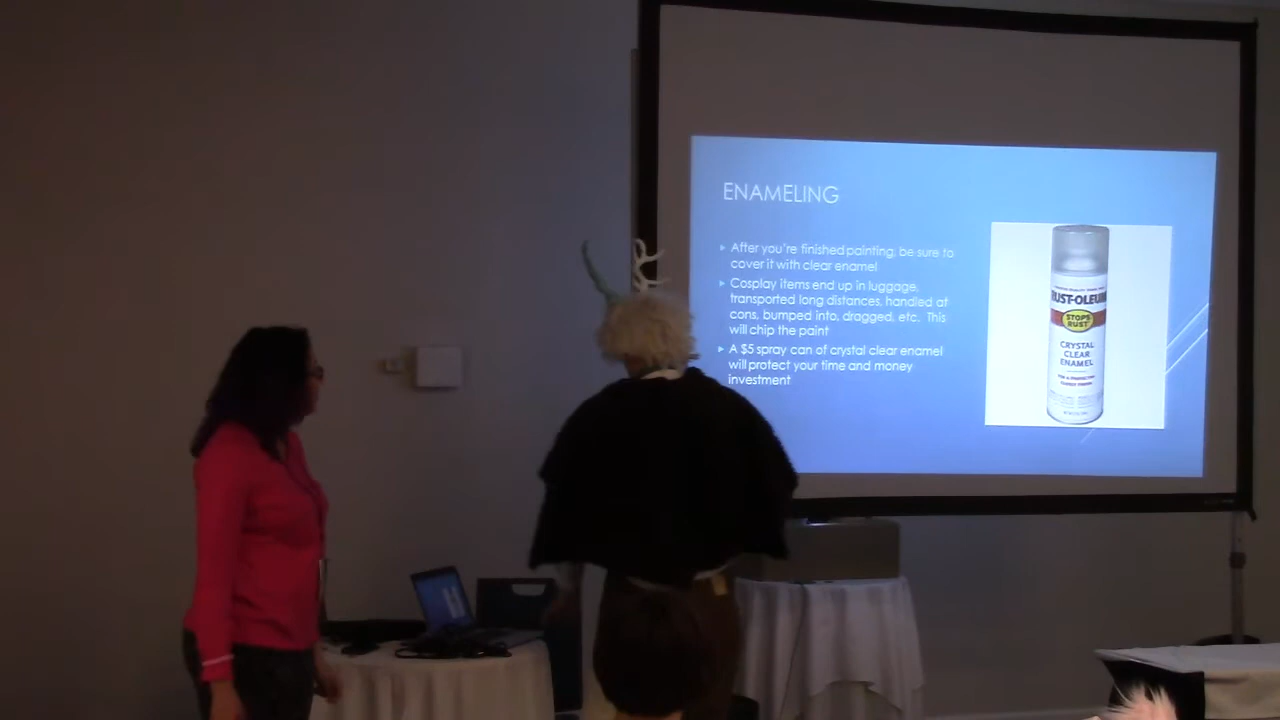 ENAMELING
After you're finished painting, be sure to
cover it with clear enamel
Cosplay items end up in luggage,
transported long distances, handled at
cons, bumped into, dragged, etc. This
will chip the paint
A $5 spray can of crystal clear enamel
will protect your time and money
investment
RUST-OLEUM
STOPS
RUST
CRYSTAL
CLEAR
ENAMEL